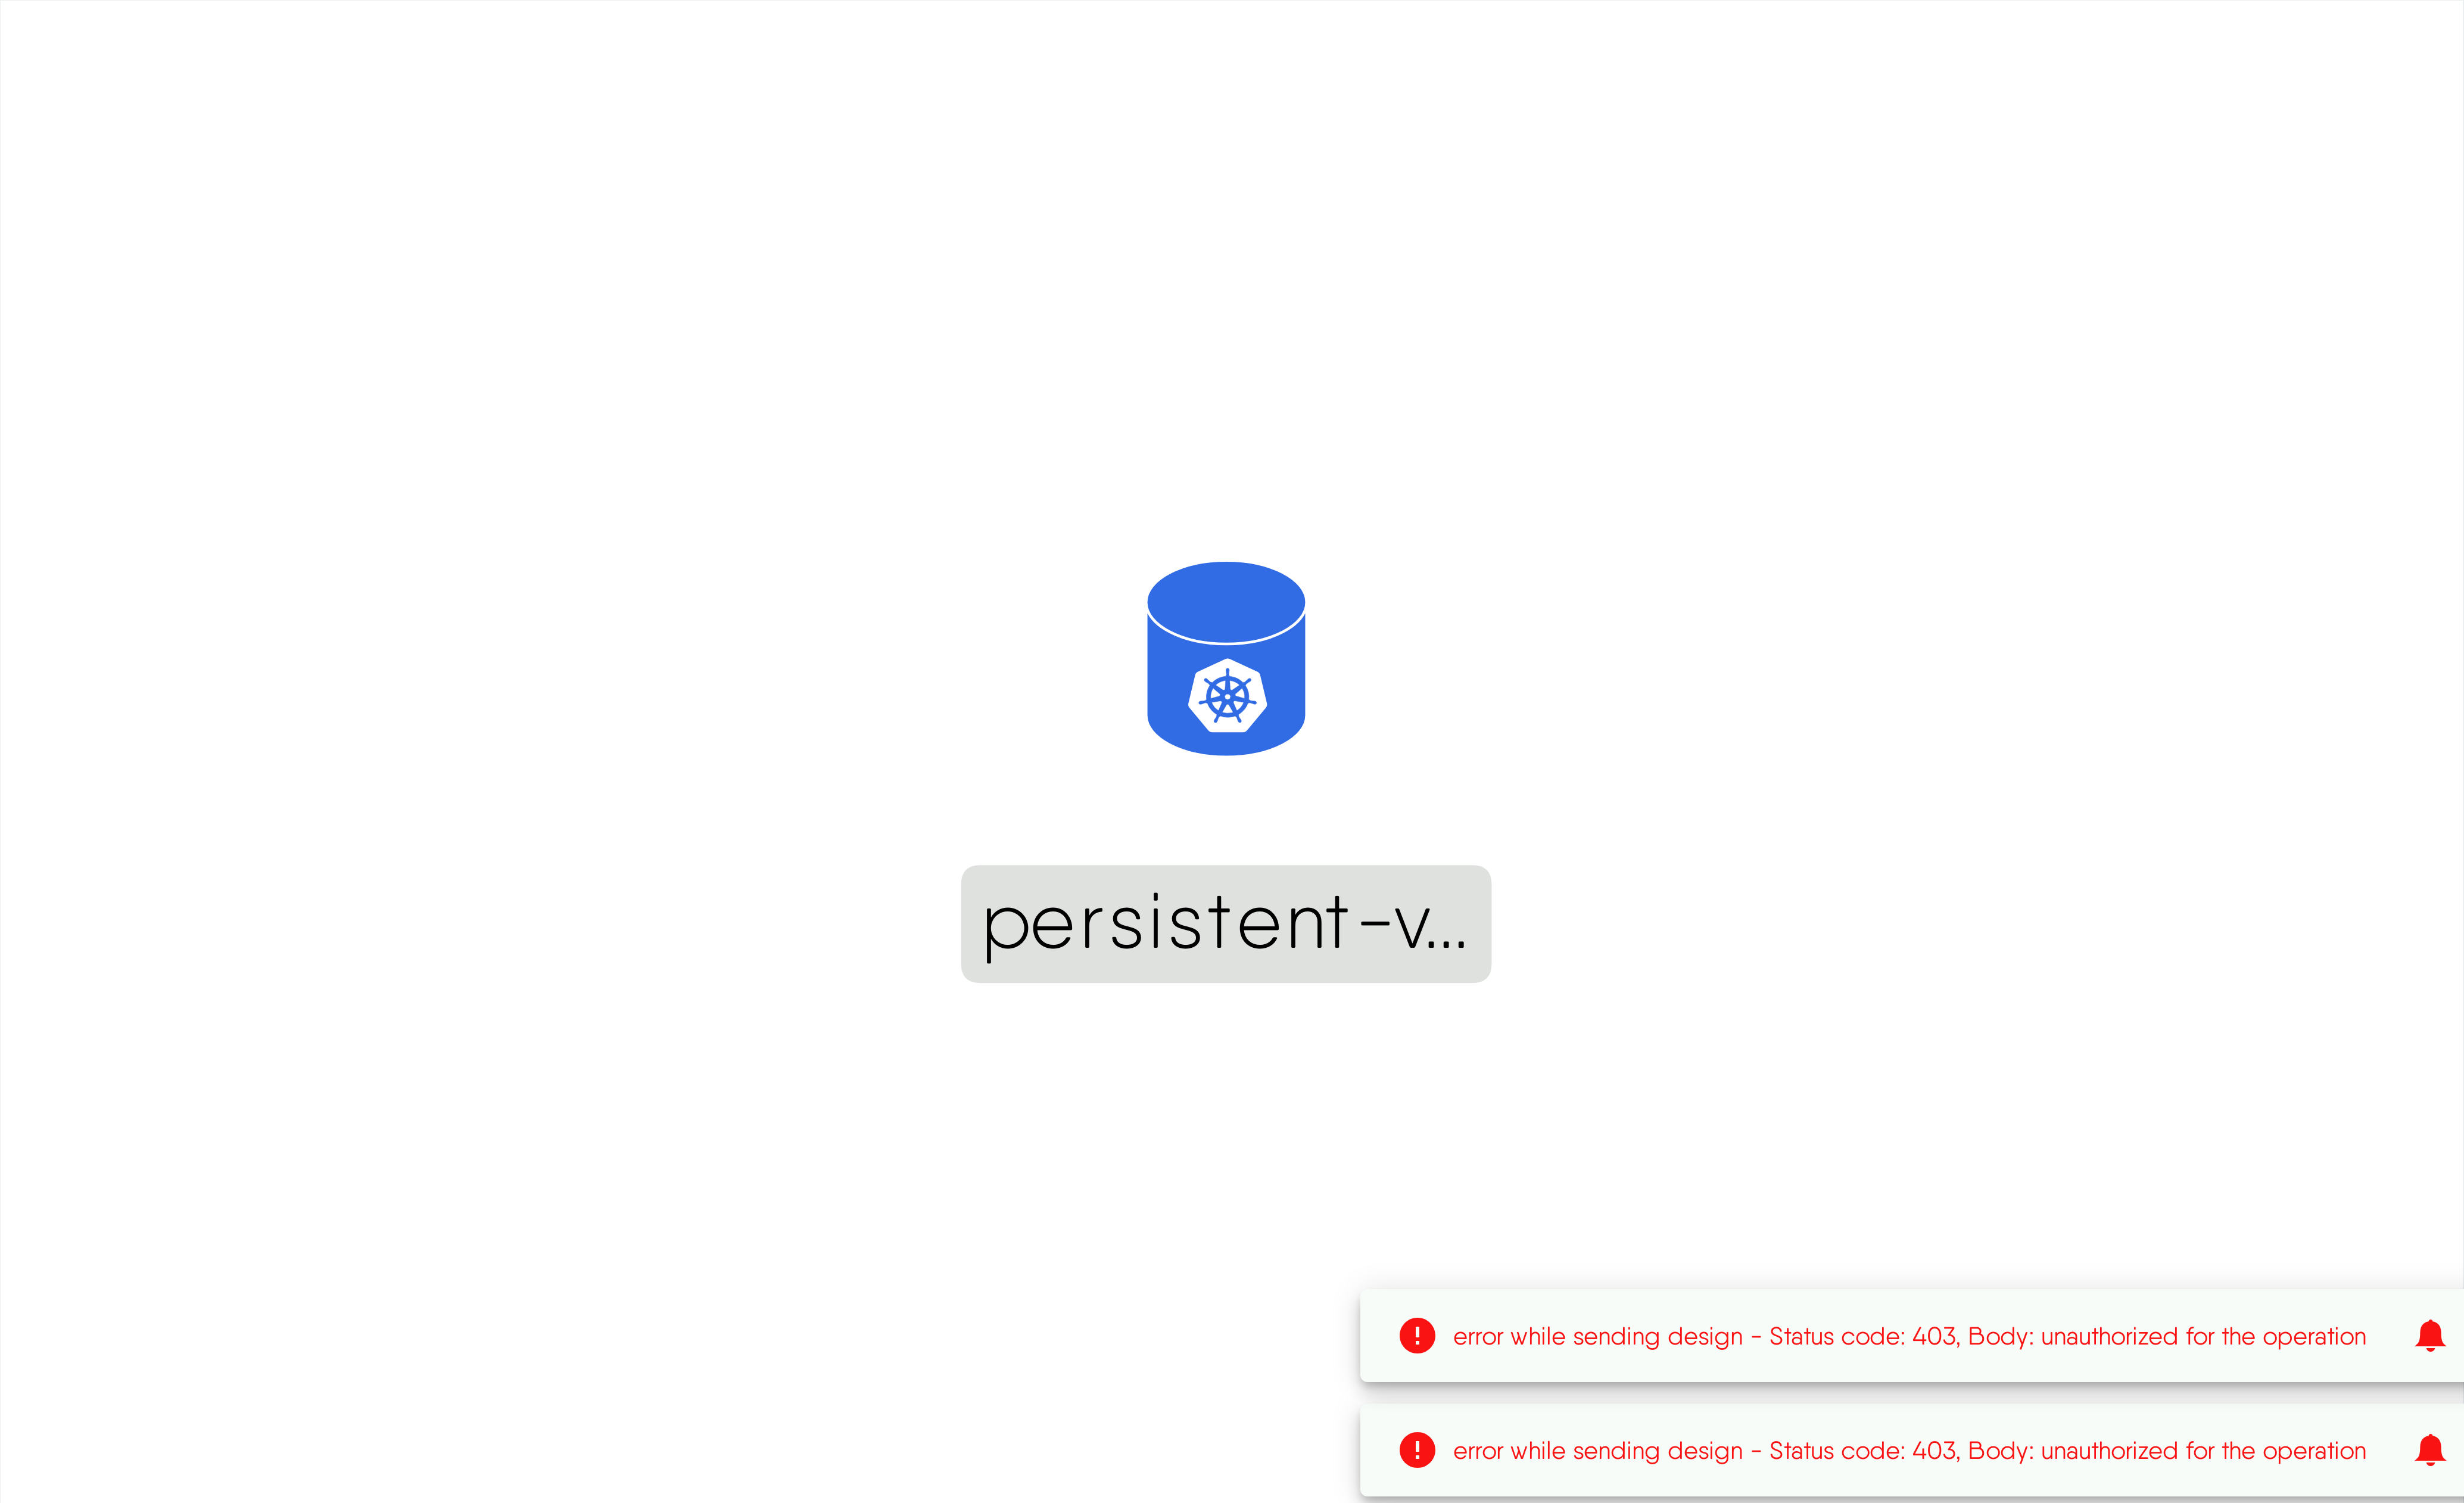 persistent-v...
error while sending design - Status code: 403, Body: unauthorized for the operation
error while sending design - Status code: 403, Body: unauthorized for the operation